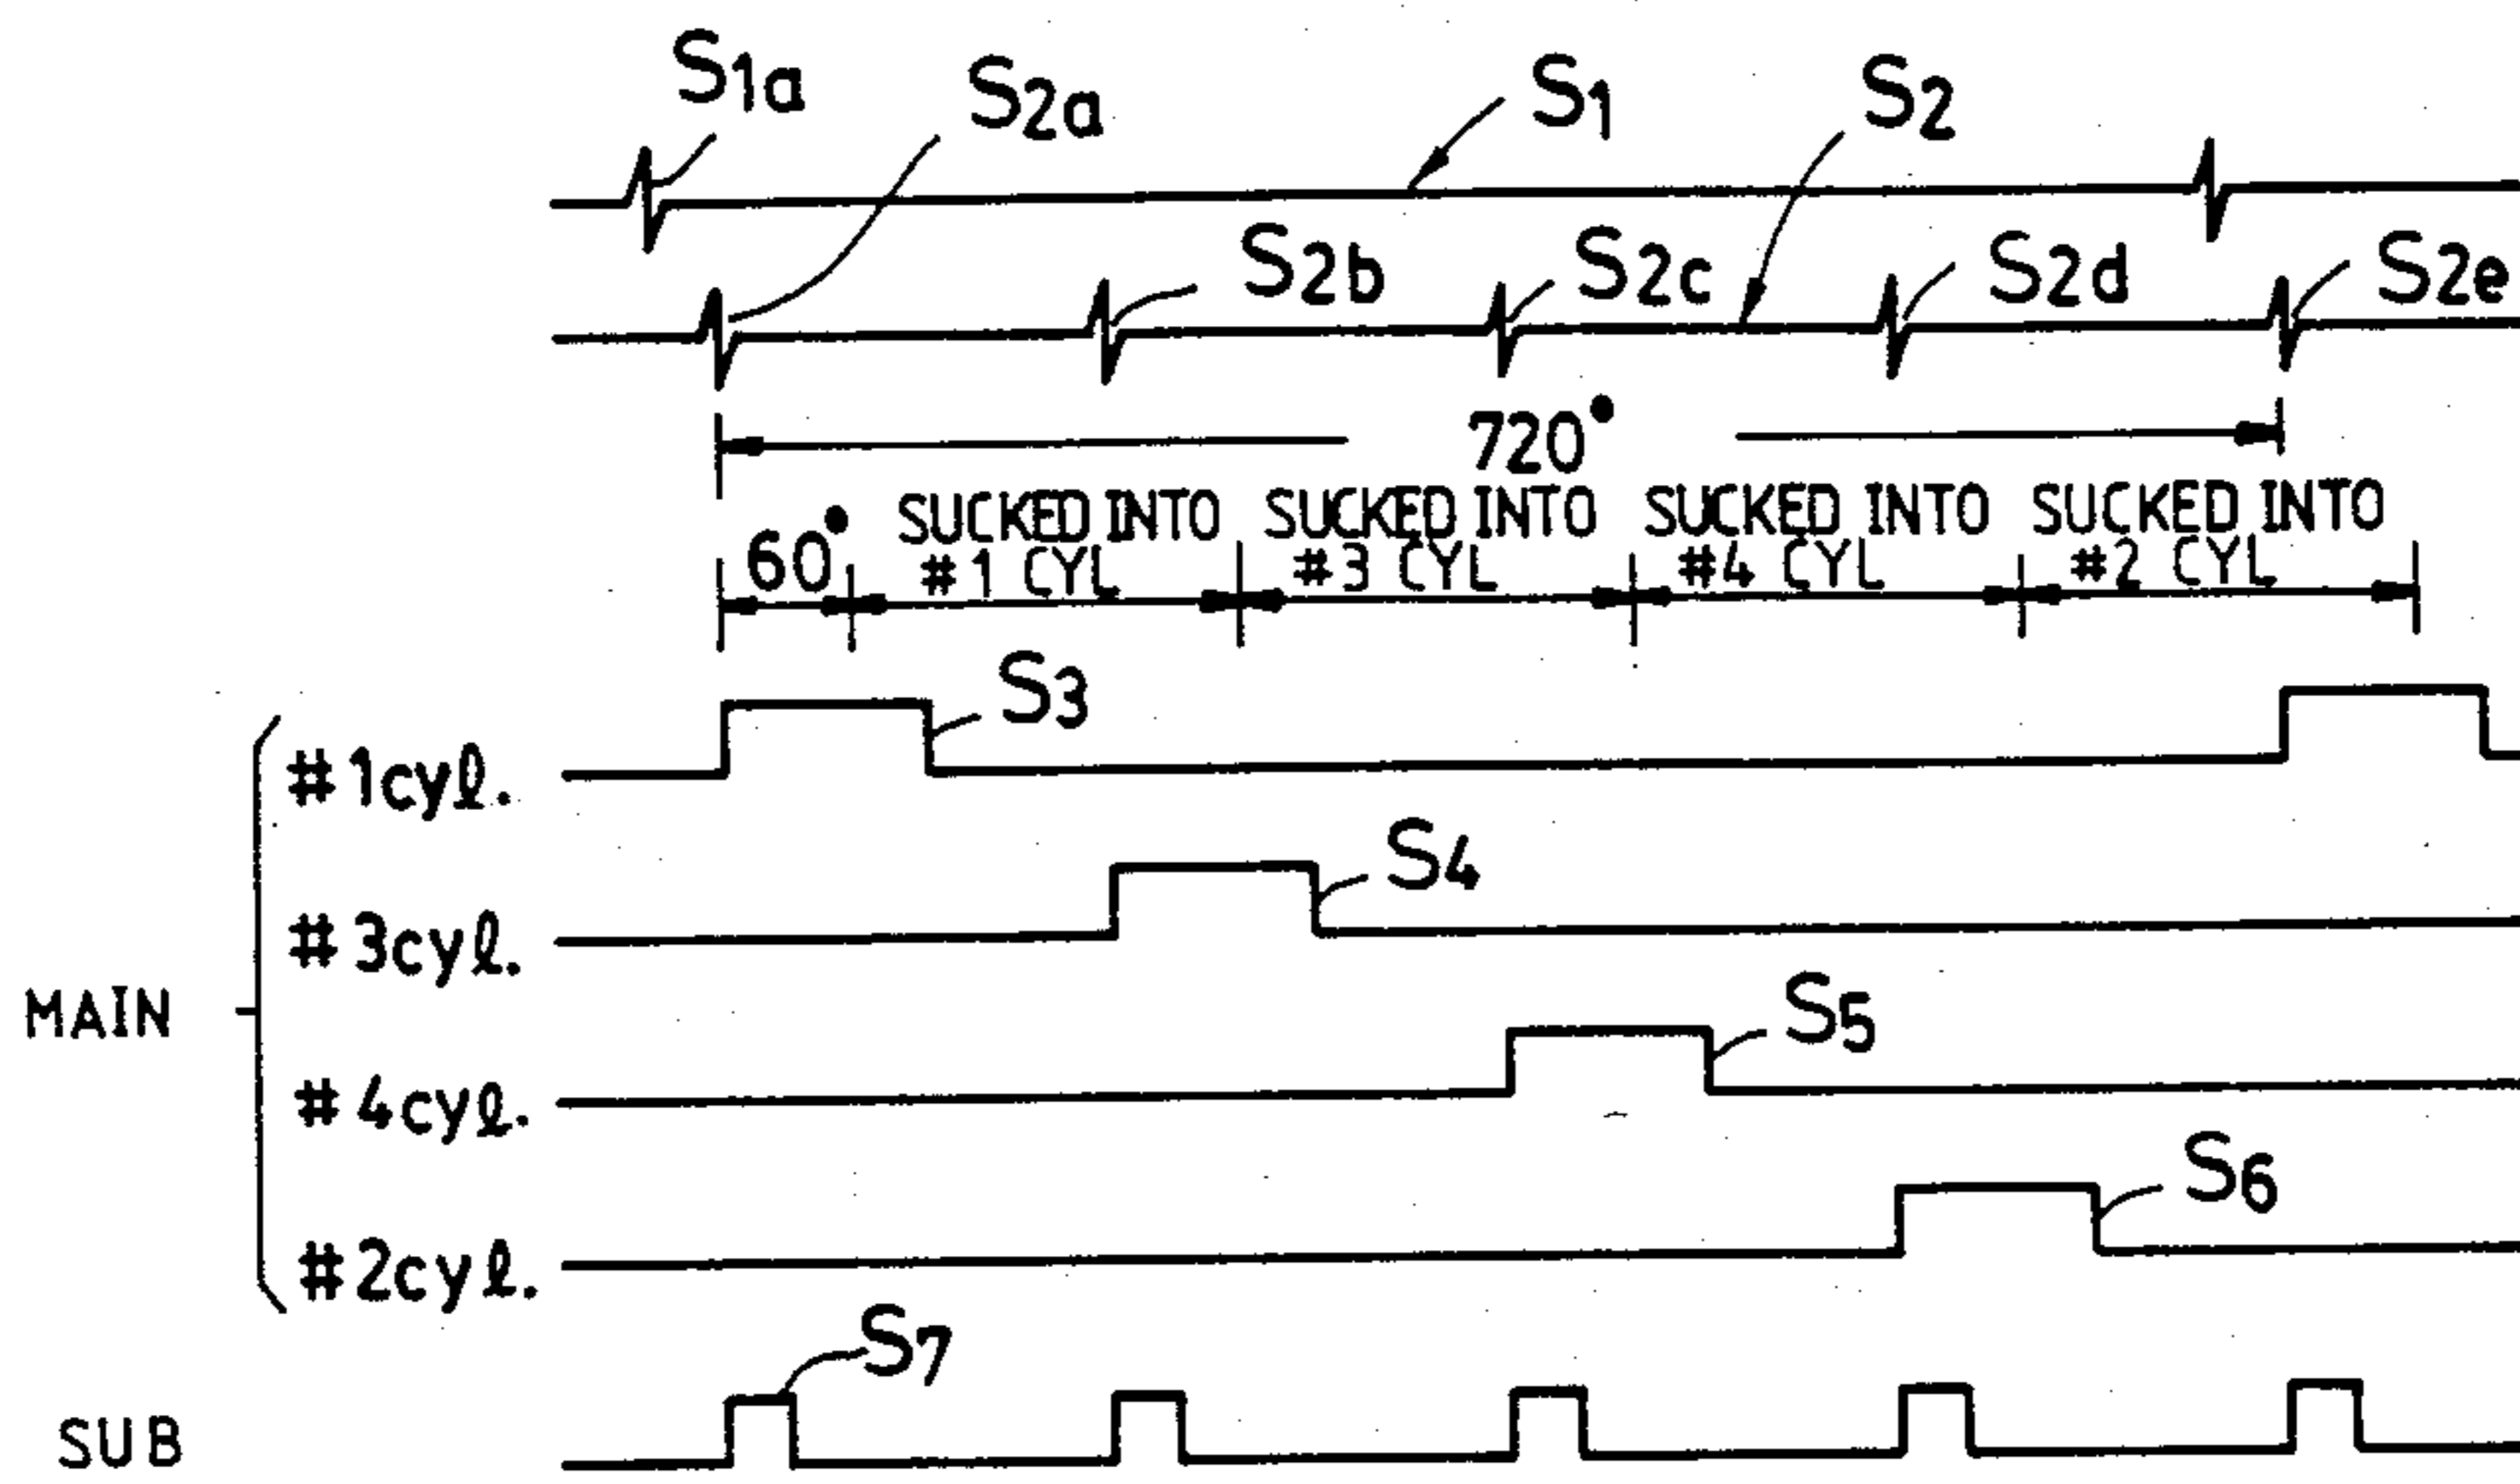 S1a S2a S1 S2
S2b S2c S2d S2e
720°
60° SUCKED INTO #1 CYL SUCKED INTO #3 CYL SUCKED INTO #4 CYL SUCKED INTO #2 CYL
S3
#1cyl.
S4
#3cyl.
MAIN
S5
#4cyl.
S6
#2cyl.
S7
SUB